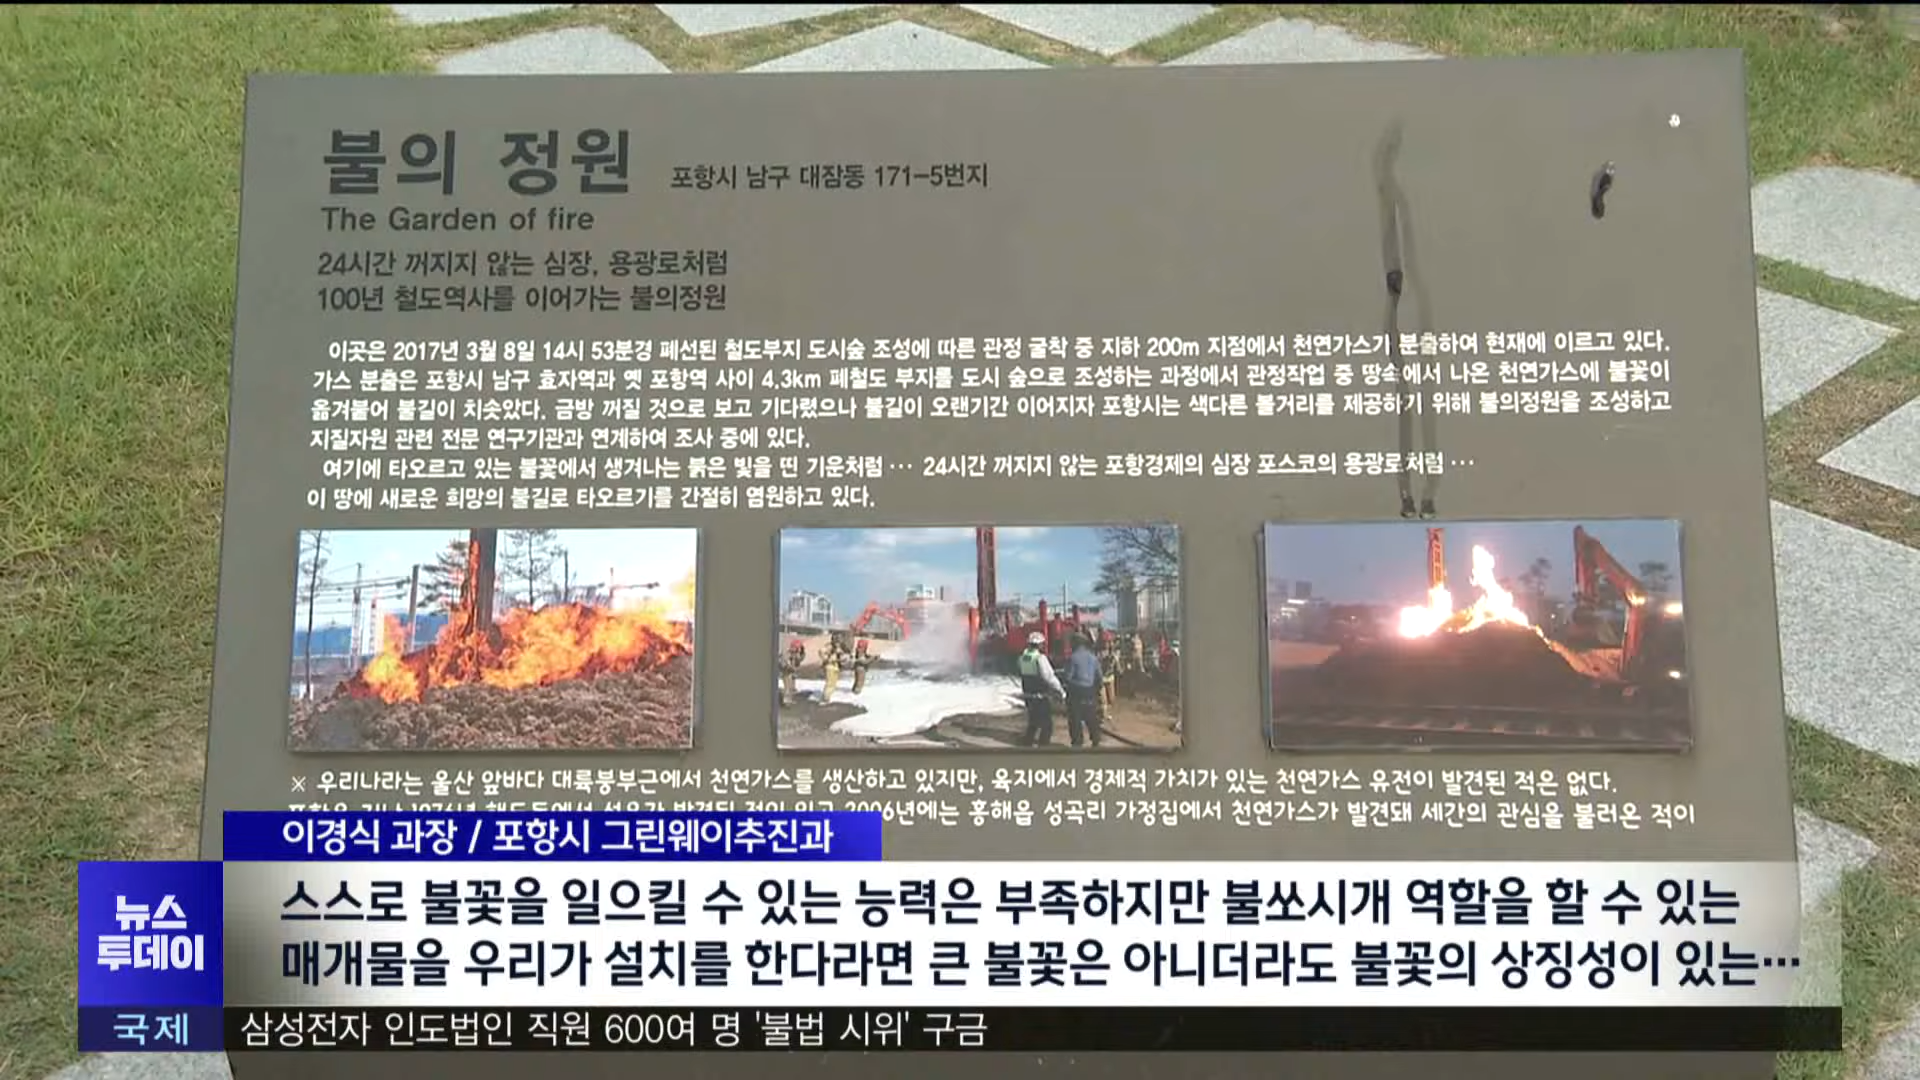 불의 정원 포항시 남구 대잠동 171-5번지
The Garden of fire
24시간 꺼지지 않는 심장, 용광로처럼
100년 철도역사를 이어가는 불의정원
이곳은 2017년 3월 8일 14시 53분경 폐선된 철도부지 도시숲 조성에 따른 관정 굴착 중 지하 200m 지점에서 천연가스가 분출하여 현재에 이르고 있다.
가스 분출은 포항시 남구 효자역과 옛 포항역 사이 4.3km 폐철도 부지를 도시 숲으로 조성하는 과정에서 관정작업 중 땅속에서 나온 천연가스에 불꽃이
옮겨붙어 불길이 치솟았다. 금방 꺼질 것으로 보고 기다렸으나 불길이 오랜기간 이어지자 포항시는 색다른 볼거리를 제공하기 위해 불의정원을 조성하고
지질자원 관련 전문 연구기관과 연계하여 조사 중에 있다.
여기에 타오르고 있는 불꽃에서 생겨나는 붉은 빛을 띤 기운처럼… 24시간 꺼지지 않는 포항경제의 심장 포스코의 용광로처럼…
이 땅에 새로운 희망의 불길로 타오르기를 간절히 염원하고 있다.
※ 우리나라는 울산 앞바다 대륙붕부근에서 천연가스를 생산하고 있지만, 육지에서 경제적 가치가 있는 천연가스 유전이 발견된 적은 없다.
2006년에는 흥해읍 성곡리 가정집에서 천연가스가 발견돼 세간의 관심을 불러온 적이
이경식 과장 / 포항시 그린웨이추진과
스스로 불꽃을 일으킬 수 있는 능력은 부족하지만 불쏘시개 역할을 할 수 있는
매개물을 우리가 설치를 한다라면 큰 불꽃은 아니더라도 불꽃의 상징성이 있는…
뉴스
투데이
국제 삼성전자 인도법인 직원 600여 명 '불법 시위' 구금